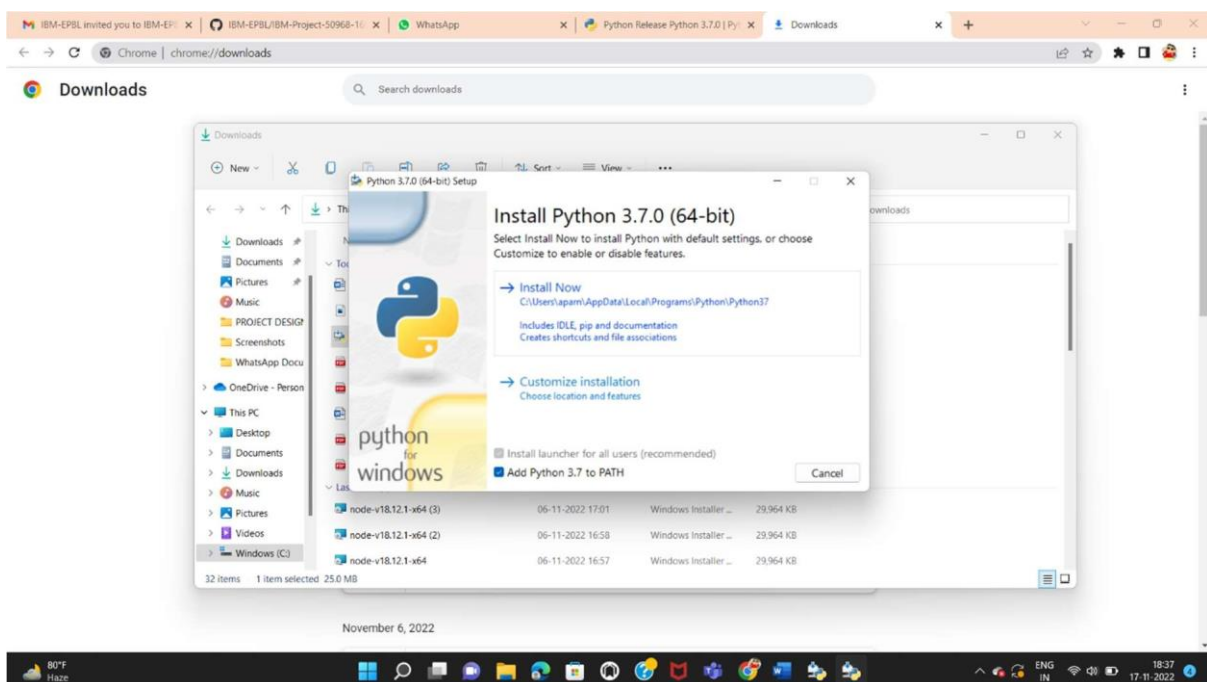 IBM-EPBL invited you to IBM-EP
IBM-EPBL/IBM-Project-50968-16
WhatsApp
Python Release Python 3.7.0 | Py
Downloads
Chrome | chrome://downloads
Downloads
Search downloads
Downloads
New
Sort
View
Python 3.7.0 (64-bit) Setup
Th
ownloads
Downloads
Documents
Pictures
Music
PROJECT DESIGN
Screenshots
WhatsApp Docu
OneDrive - Person
This PC
Desktop
Documents
Downloads
Music
Pictures
Videos
Windows (C:)
Install Python 3.7.0 (64-bit)
Select Install Now to install Python with default settings, or choose
Customize to enable or disable features.
Install Now
C:\Users\aparn\AppData\Local\Programs\Python\Python37
Includes IDLE, pip and documentation
Creates shortcuts and file associations
Customize installation
Choose location and features
python
for
windows
Install launcher for all users (recommended)
Add Python 3.7 to PATH
Cancel
Las
node-v18.12.1-x64 (3) 06-11-2022 17:01 Windows Installer ... 29,964 KB
node-v18.12.1-x64 (2) 06-11-2022 16:58 Windows Installer ... 29,964 KB
node-v18.12.1-x64 06-11-2022 16:57 Windows Installer ... 29,964 KB
32 items 1 item selected 25.0 MB
November 6, 2022
80°F
Haze
ENG
IN
18:37
17-11-2022
4